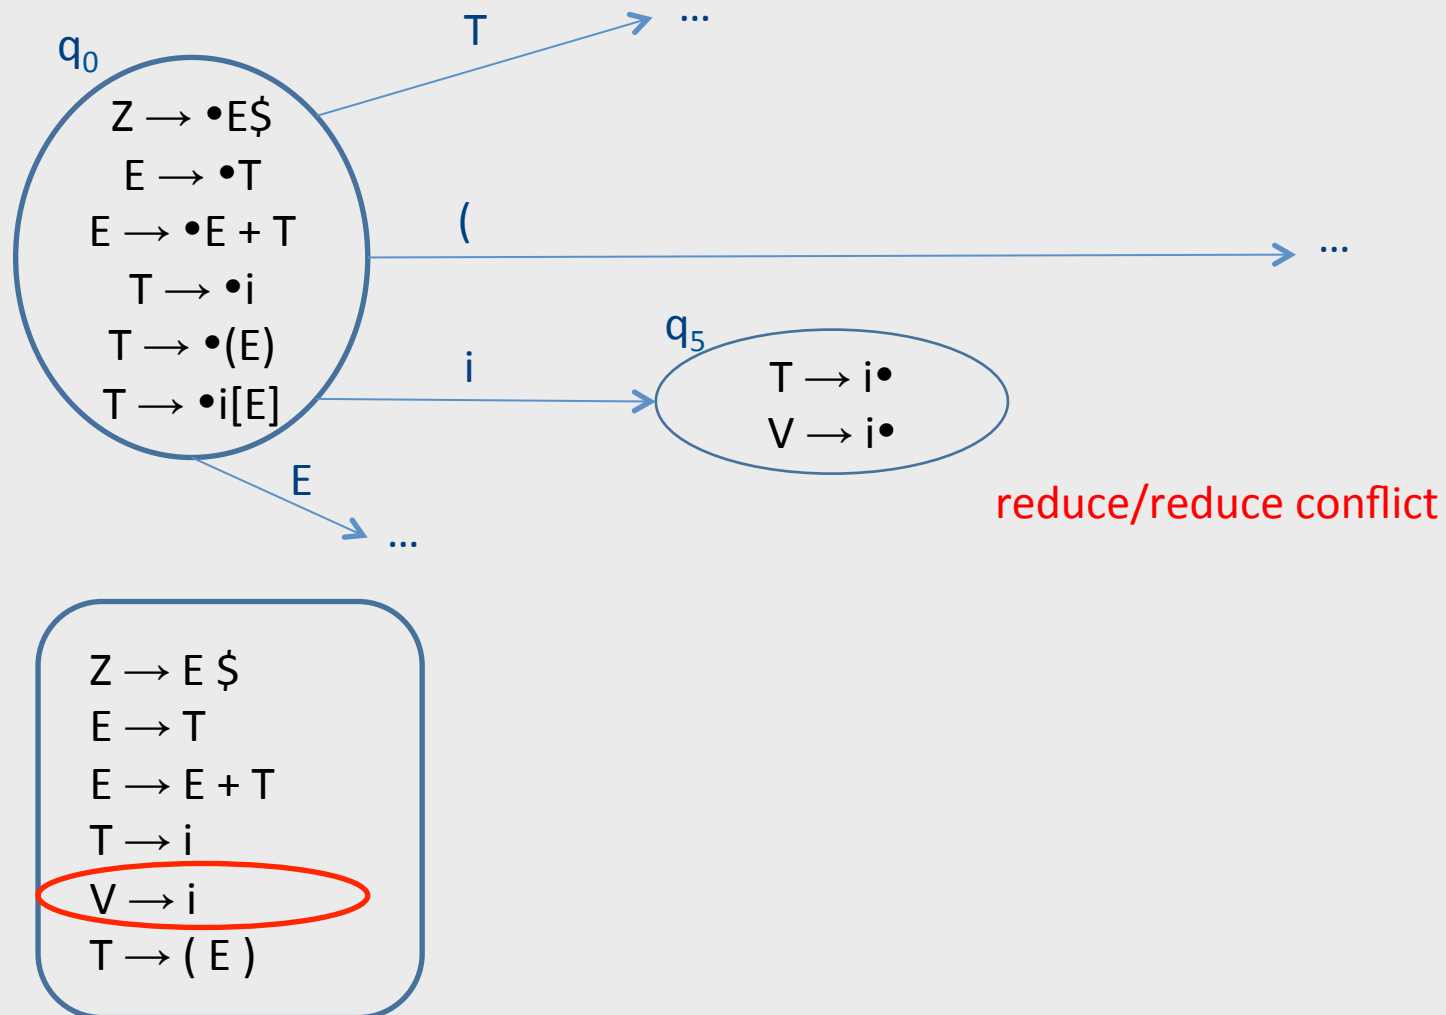 T
...
q₀
Z → •E$
E → •T
E → •E + T
T → •i
T → •(E)
T → •i[E]
(
...
i
q₅
T → i•
V → i•
reduce/reduce conflict
E
...
Z → E $
E → T
E → E + T
T → i
V → i
T → ( E )